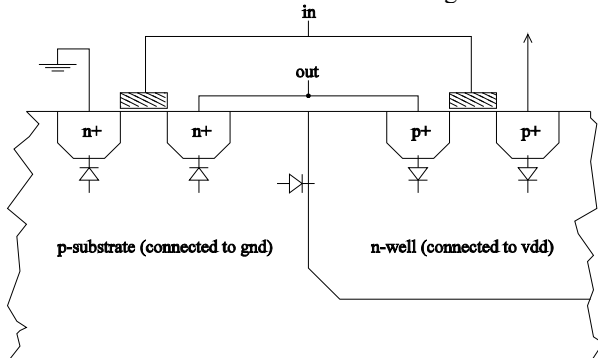 in
out
n+ n+ p+ p+
p-substrate (connected to gnd) n-well (connected to vdd)